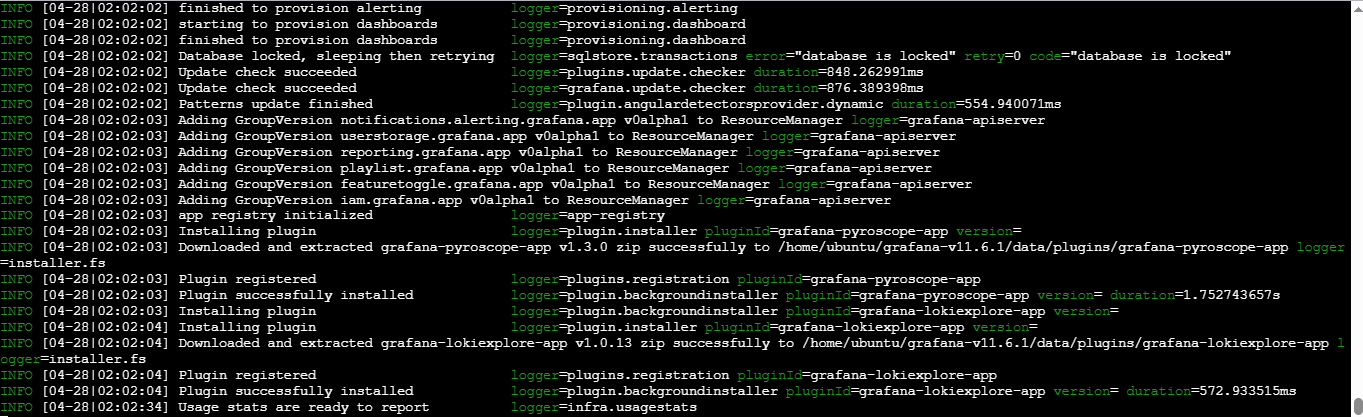 INFO [04-28|02:02:02] finished to provision alerting           logger=provisioning.alerting
INFO [04-28|02:02:02] starting to provision dashboards         logger=provisioning.dashboard
INFO [04-28|02:02:02] finished to provision dashboards         logger=provisioning.dashboard
INFO [04-28|02:02:02] Database locked, sleeping then retrying  logger=sqlstore.transactions error="database is locked" retry=0 code="database is locked"
INFO [04-28|02:02:02] Update check succeeded                   logger=plugins.update.checker duration=848.262991ms
INFO [04-28|02:02:02] Update check succeeded                   logger=grafana.update.checker duration=876.389398ms
INFO [04-28|02:02:02] Patterns update finished                 logger=plugin.angulardetectorsprovider.dynamic duration=554.940071ms
INFO [04-28|02:02:03] Adding GroupVersion notifications.alerting.grafana.app v0alpha1 to ResourceManager logger=grafana-apiserver
INFO [04-28|02:02:03] Adding GroupVersion userstorage.grafana.app v0alpha1 to ResourceManager logger=grafana-apiserver
INFO [04-28|02:02:03] Adding GroupVersion reporting.grafana.app v0alpha1 to ResourceManager logger=grafana-apiserver
INFO [04-28|02:02:03] Adding GroupVersion playlist.grafana.app v0alpha1 to ResourceManager logger=grafana-apiserver
INFO [04-28|02:02:03] Adding GroupVersion featuretoggle.grafana.app v0alpha1 to ResourceManager logger=grafana-apiserver
INFO [04-28|02:02:03] Adding GroupVersion iam.grafana.app v0alpha1 to ResourceManager logger=grafana-apiserver
INFO [04-28|02:02:03] app registry initialized                 logger=app-registry
INFO [04-28|02:02:03] Installing plugin                        logger=plugin.installer pluginId=grafana-pyroscope-app version=
INFO [04-28|02:02:03] Downloaded and extracted grafana-pyroscope-app v1.3.0 zip successfully to /home/ubuntu/grafana-v11.6.1/data/plugins/grafana-pyroscope-app logger
=installer.fs
INFO [04-28|02:02:03] Plugin registered                        logger=plugins.registration pluginId=grafana-pyroscope-app
INFO [04-28|02:02:03] Plugin successfully installed            logger=plugin.backgroundinstaller pluginId=grafana-pyroscope-app version= duration=1.752743657s
INFO [04-28|02:02:03] Installing plugin                        logger=plugin.backgroundinstaller pluginId=grafana-lokiexplore-app version=
INFO [04-28|02:02:04] Installing plugin                        logger=plugin.installer pluginId=grafana-lokiexplore-app version=
INFO [04-28|02:02:04] Downloaded and extracted grafana-lokiexplore-app v1.0.13 zip successfully to /home/ubuntu/grafana-v11.6.1/data/plugins/grafana-lokiexplore-app l
ogger=installer.fs
INFO [04-28|02:02:04] Plugin registered                        logger=plugins.registration pluginId=grafana-lokiexplore-app
INFO [04-28|02:02:04] Plugin successfully installed            logger=plugin.backgroundinstaller pluginId=grafana-lokiexplore-app version= duration=572.933515ms
INFO [04-28|02:02:34] Usage stats are ready to report          logger=infra.usagestats